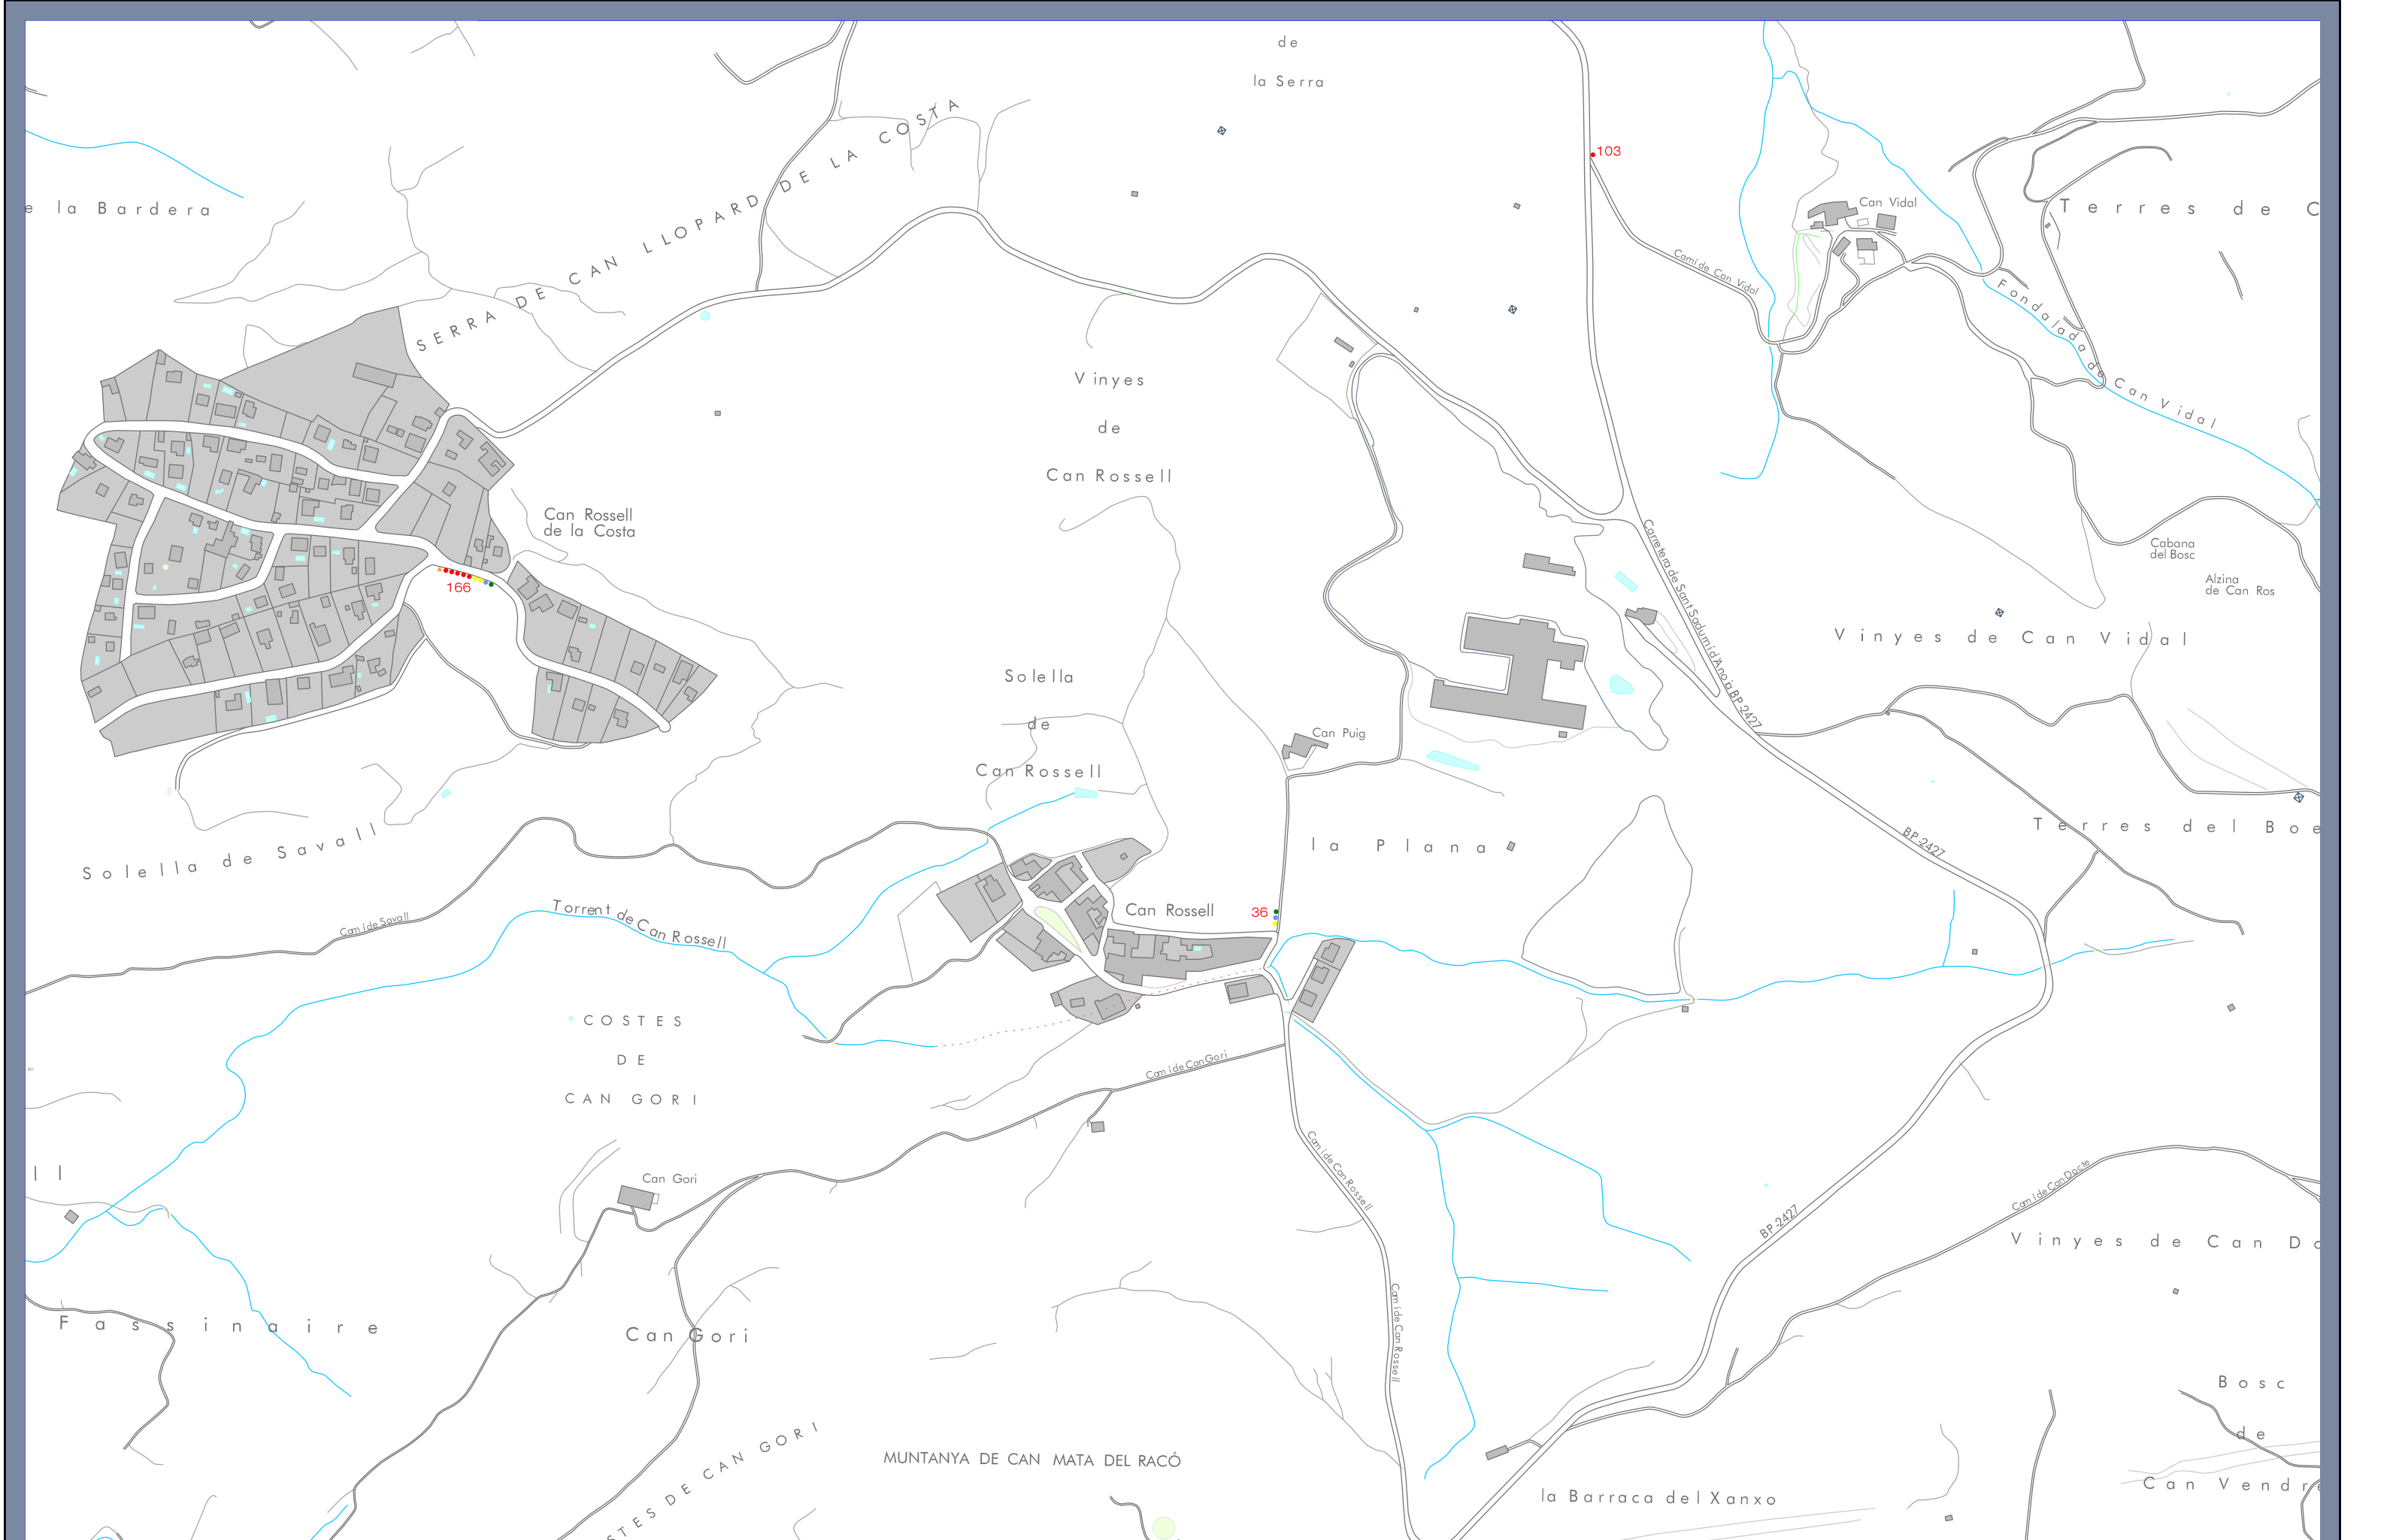 de
la Serra
103
SERRA DE CAN LLOPARD DE LA COSTA
e la Bardera
Can Vidal
Terres de C
Camí de Can Vidal
Fondalada de Can Vidal
Vinyes
de
Can Rossell
Can Rossell
de la Costa
166
Carretera de Sant Sadurní d'Anoia BP-2427
Cabana
del Bosc
Alzina
de Can Ros
Vinyes de Can Vidal
Solella
de
Can Rossell
Can Puig
Solella de Savall
la Plana
BP-2427
Terres del Boe
Camí de Savall
Torrent de Can Rossell
Can Rossell
36
COSTES
DE
CAN GORI
Camí de Can Gori
Camí de Can Rossell
ll
Can Gori
Camí de Can Docte
BP-2427
Vinyes de Can Do
Fassinaire
Can Gori
Camí de Can Rossell
Bosc
de
Can Vendre
STES DE CAN GORI
MUNTANYA DE CAN MATA DEL RACÓ
la Barraca del Xanxo